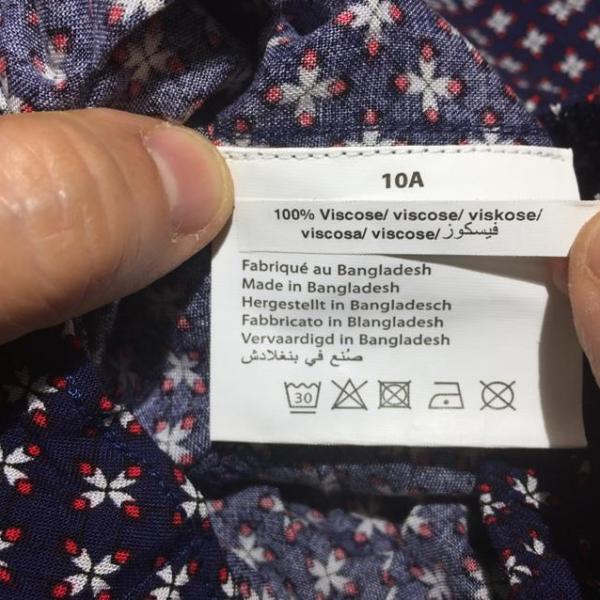 10A
100% Viscose/ viscose/ viskose/
viscosa/ viscose/ فيسكوز
Fabriqué au Bangladesh
Made in Bangladesh
Hergestellt in Bangladesch
Fabbricato in Blangladesh
Vervaardigd in Bangladesh
صُنع في بنغلادش
30